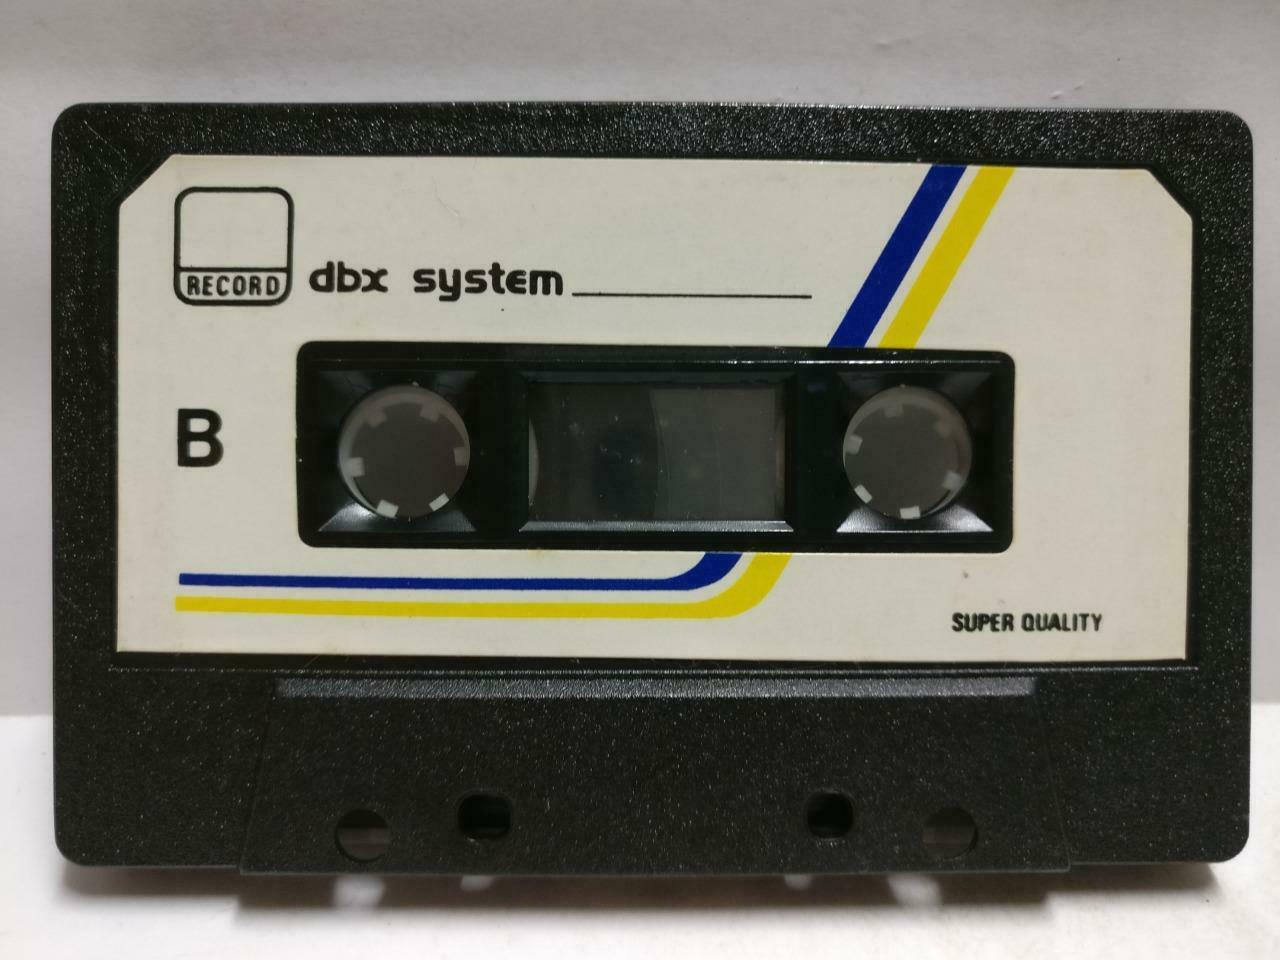 RECORD
dbx system
B
SUPER QUALITY